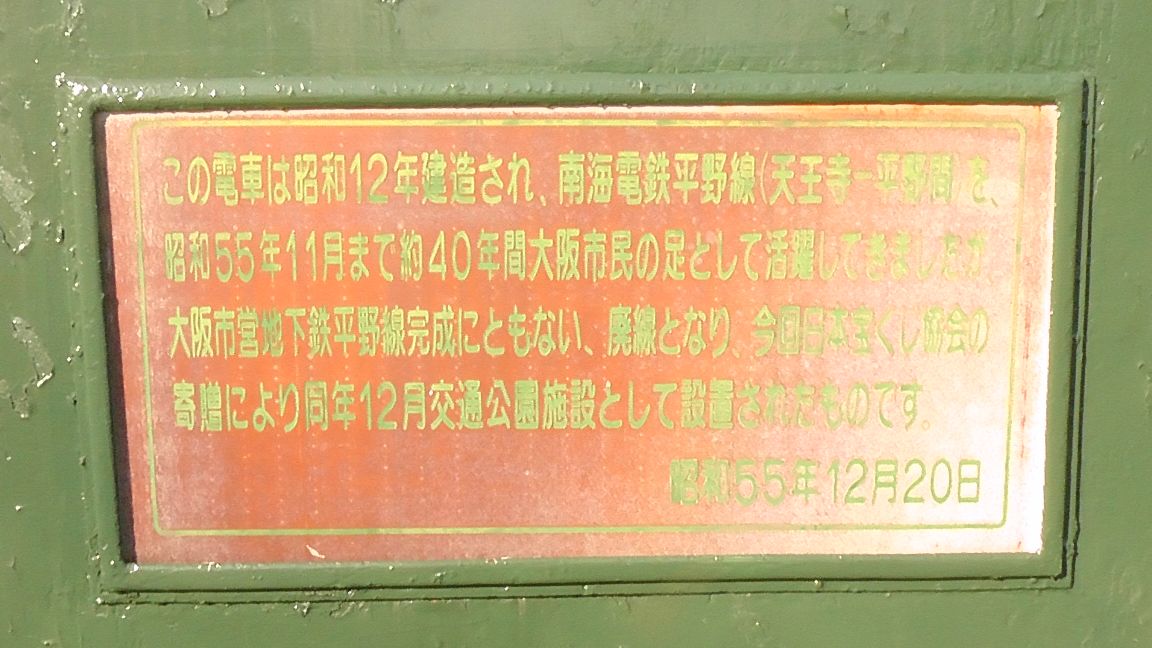 この電車は昭和12年建造され、南海電鉄平野線(天王寺-平野間)を、
昭和55年11月まで約40年間大阪市民の足として活躍してきましたが
大阪市営地下鉄平野線完成にともない、廃線となり、今回日本宝くじ協会の
寄贈により同年12月交通公園施設として設置されたものです。
昭和55年12月20日